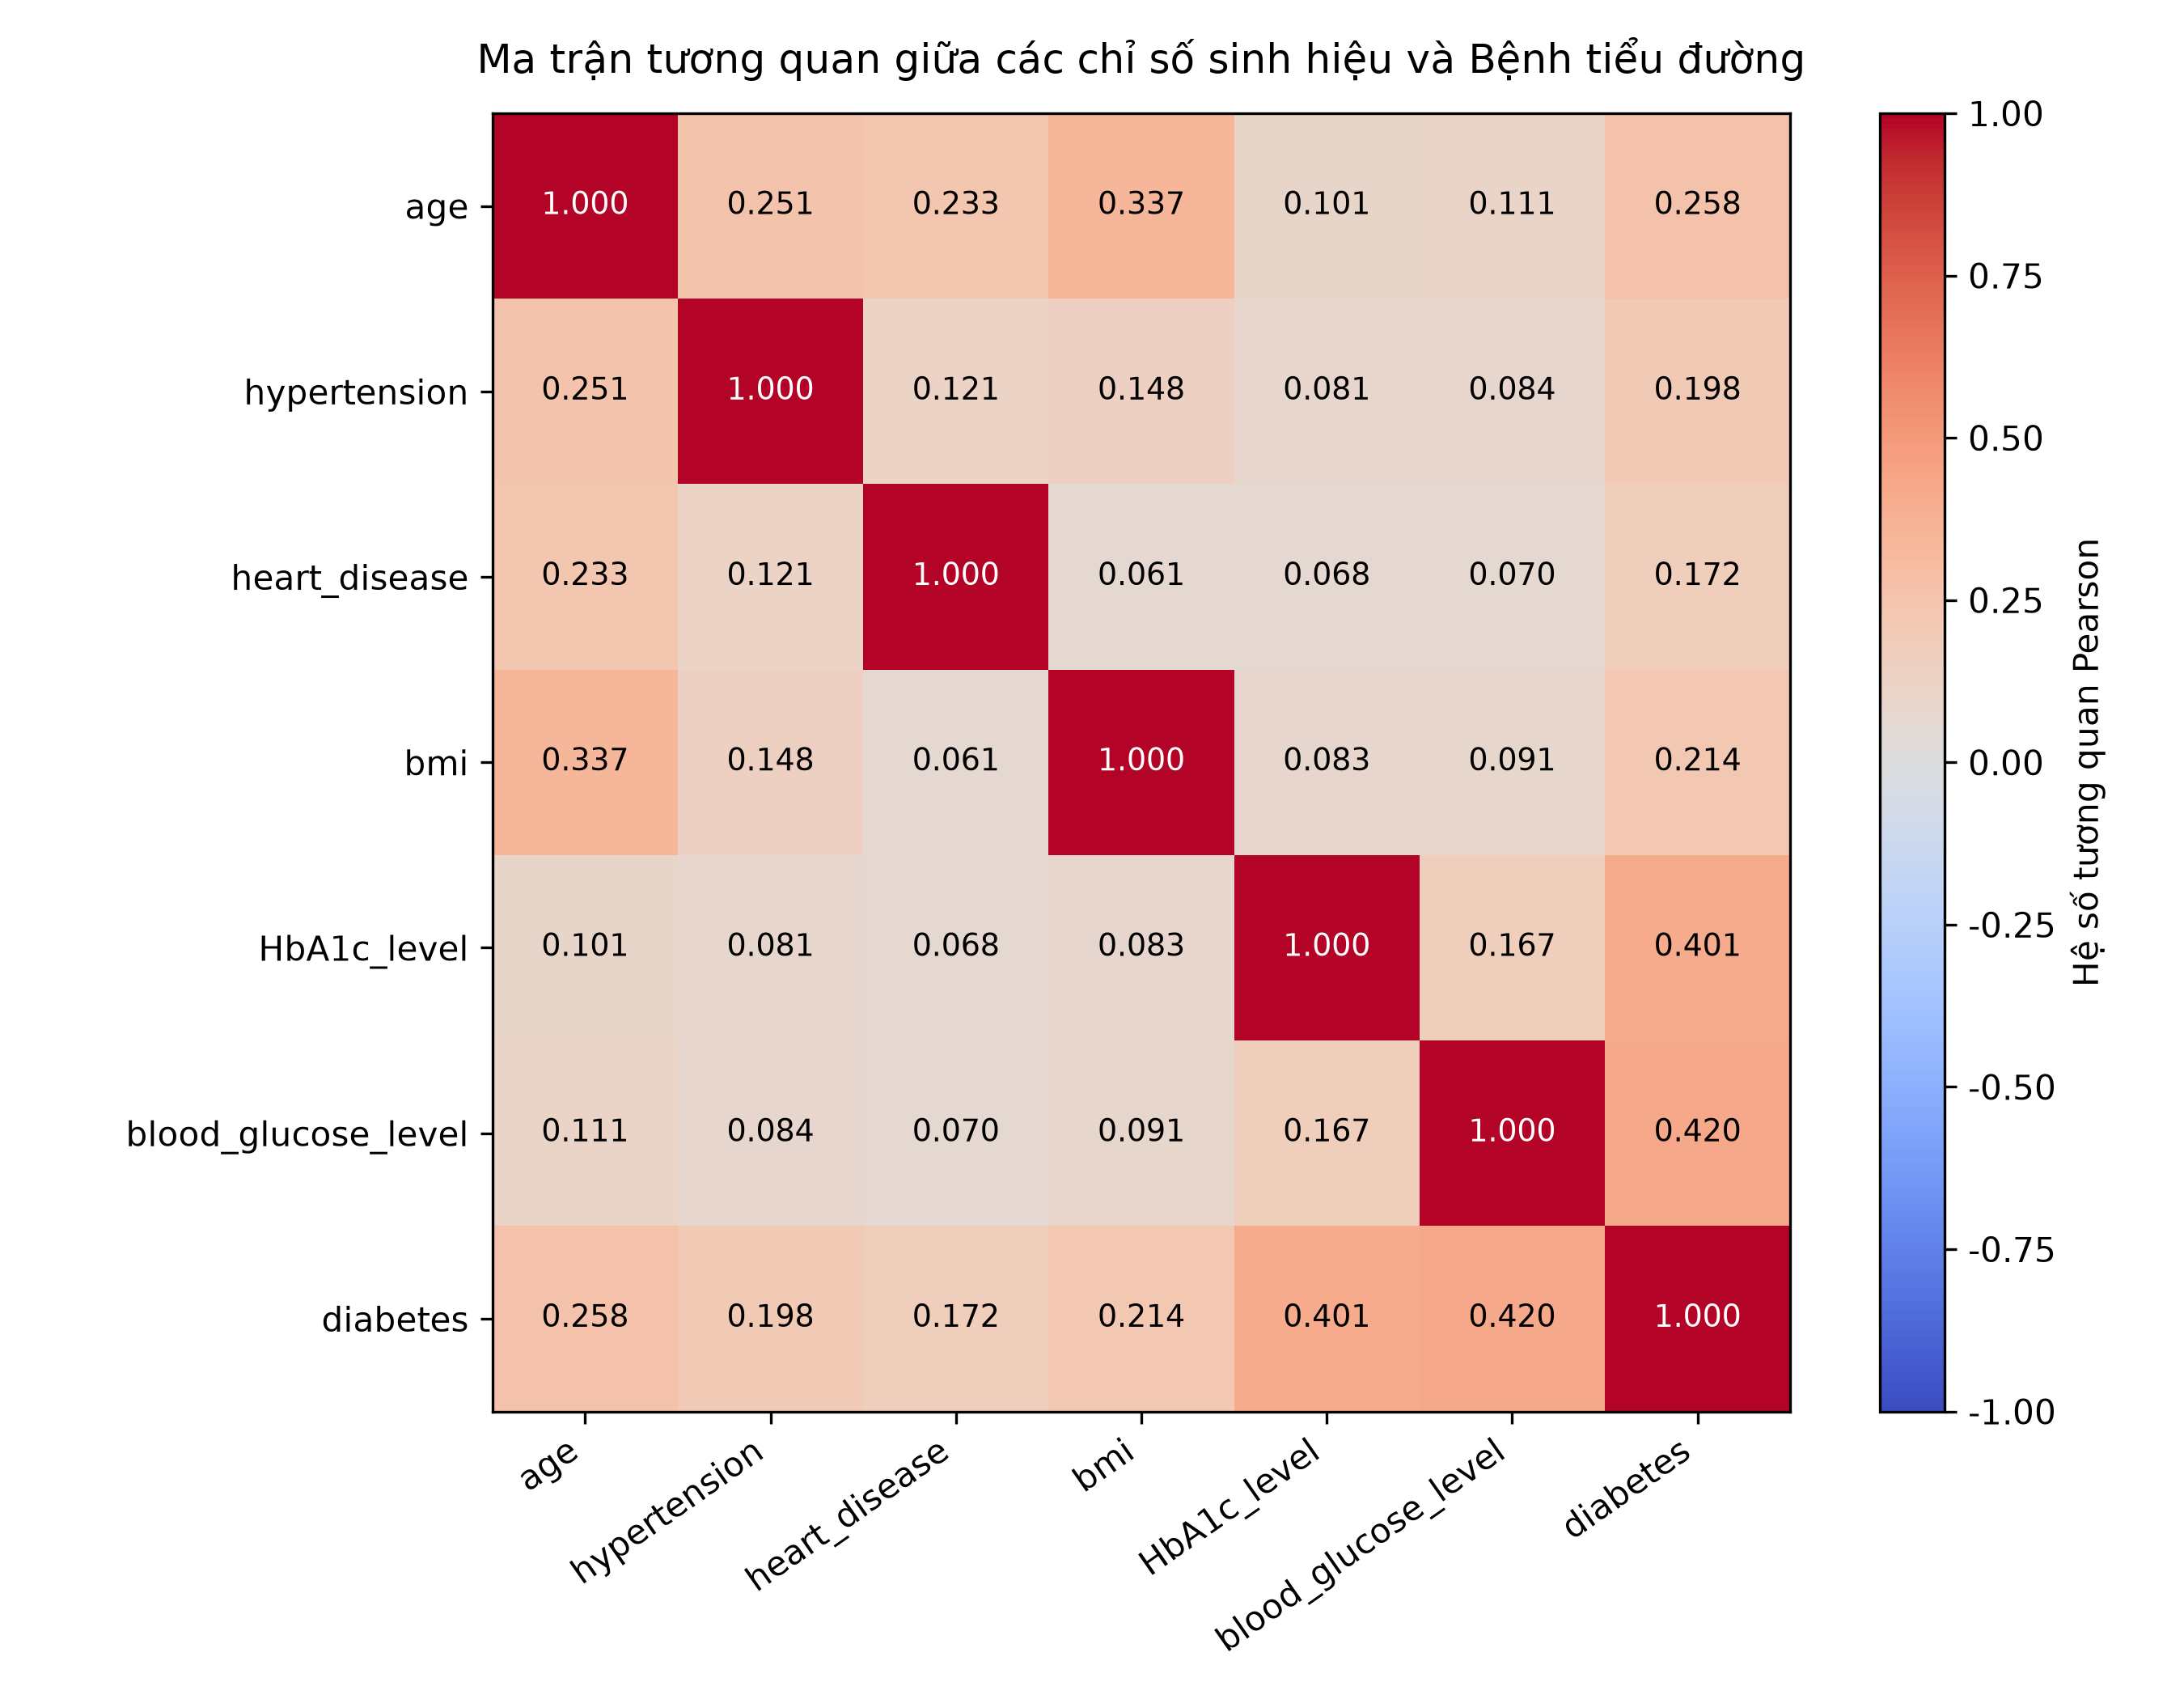 Ma trận tương quan giữa các chỉ số sinh hiệu và Bệnh tiểu đường
age 1.000 0.251 0.233 0.337 0.101 0.111 0.258
hypertension 0.251 1.000 0.121 0.148 0.081 0.084 0.198
heart_disease 0.233 0.121 1.000 0.061 0.068 0.070 0.172
bmi 0.337 0.148 0.061 1.000 0.083 0.091 0.214
HbA1c_level 0.101 0.081 0.068 0.083 1.000 0.167 0.401
blood_glucose_level 0.111 0.084 0.070 0.091 0.167 1.000 0.420
diabetes 0.258 0.198 0.172 0.214 0.401 0.420 1.000
age
hypertension
heart_disease
bmi
HbA1c_level
blood_glucose_level
diabetes
1.00
0.75
0.50
0.25
0.00
-0.25
-0.50
-0.75
-1.00
Hệ số tương quan Pearson